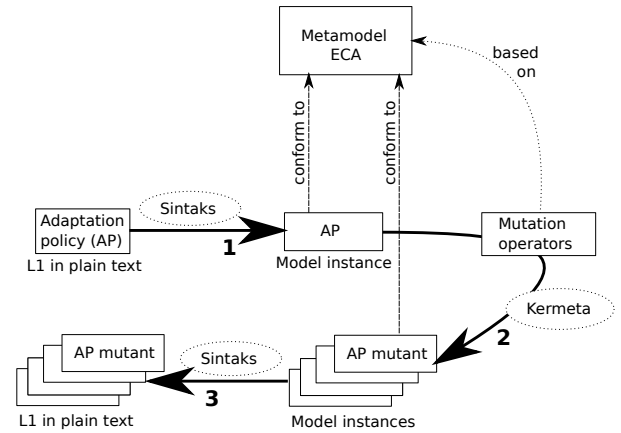 Metamodel
ECA
based
on
conform to
conform to
Sintaks
Adaptation
policy (AP)
1
L1 in plain text
AP
Model instance
Mutation
operators
Kermeta
2
AP mutant
Sintaks
3
AP mutant
L1 in plain text
Model instances